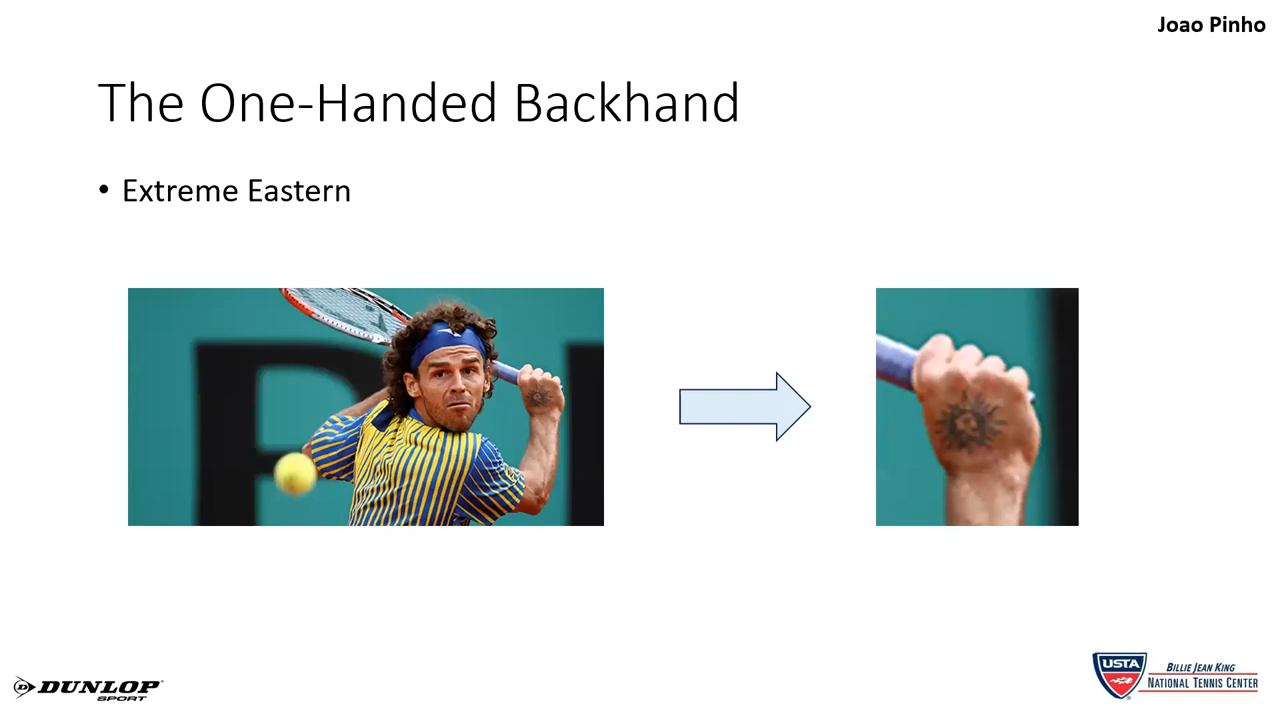 Joao Pinho
The One-Handed Backhand
• Extreme Eastern
DUNLOP
SPORT
USTA
BILLIE JEAN KING
NATIONAL TENNIS CENTER